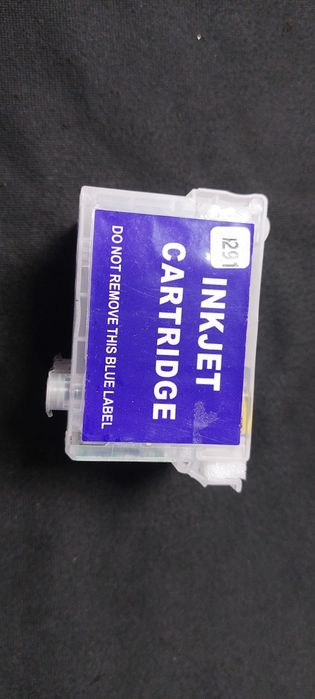 1291
INKJET
CARTRIDGE
DO NOT REMOVE THIS BLUE LABEL